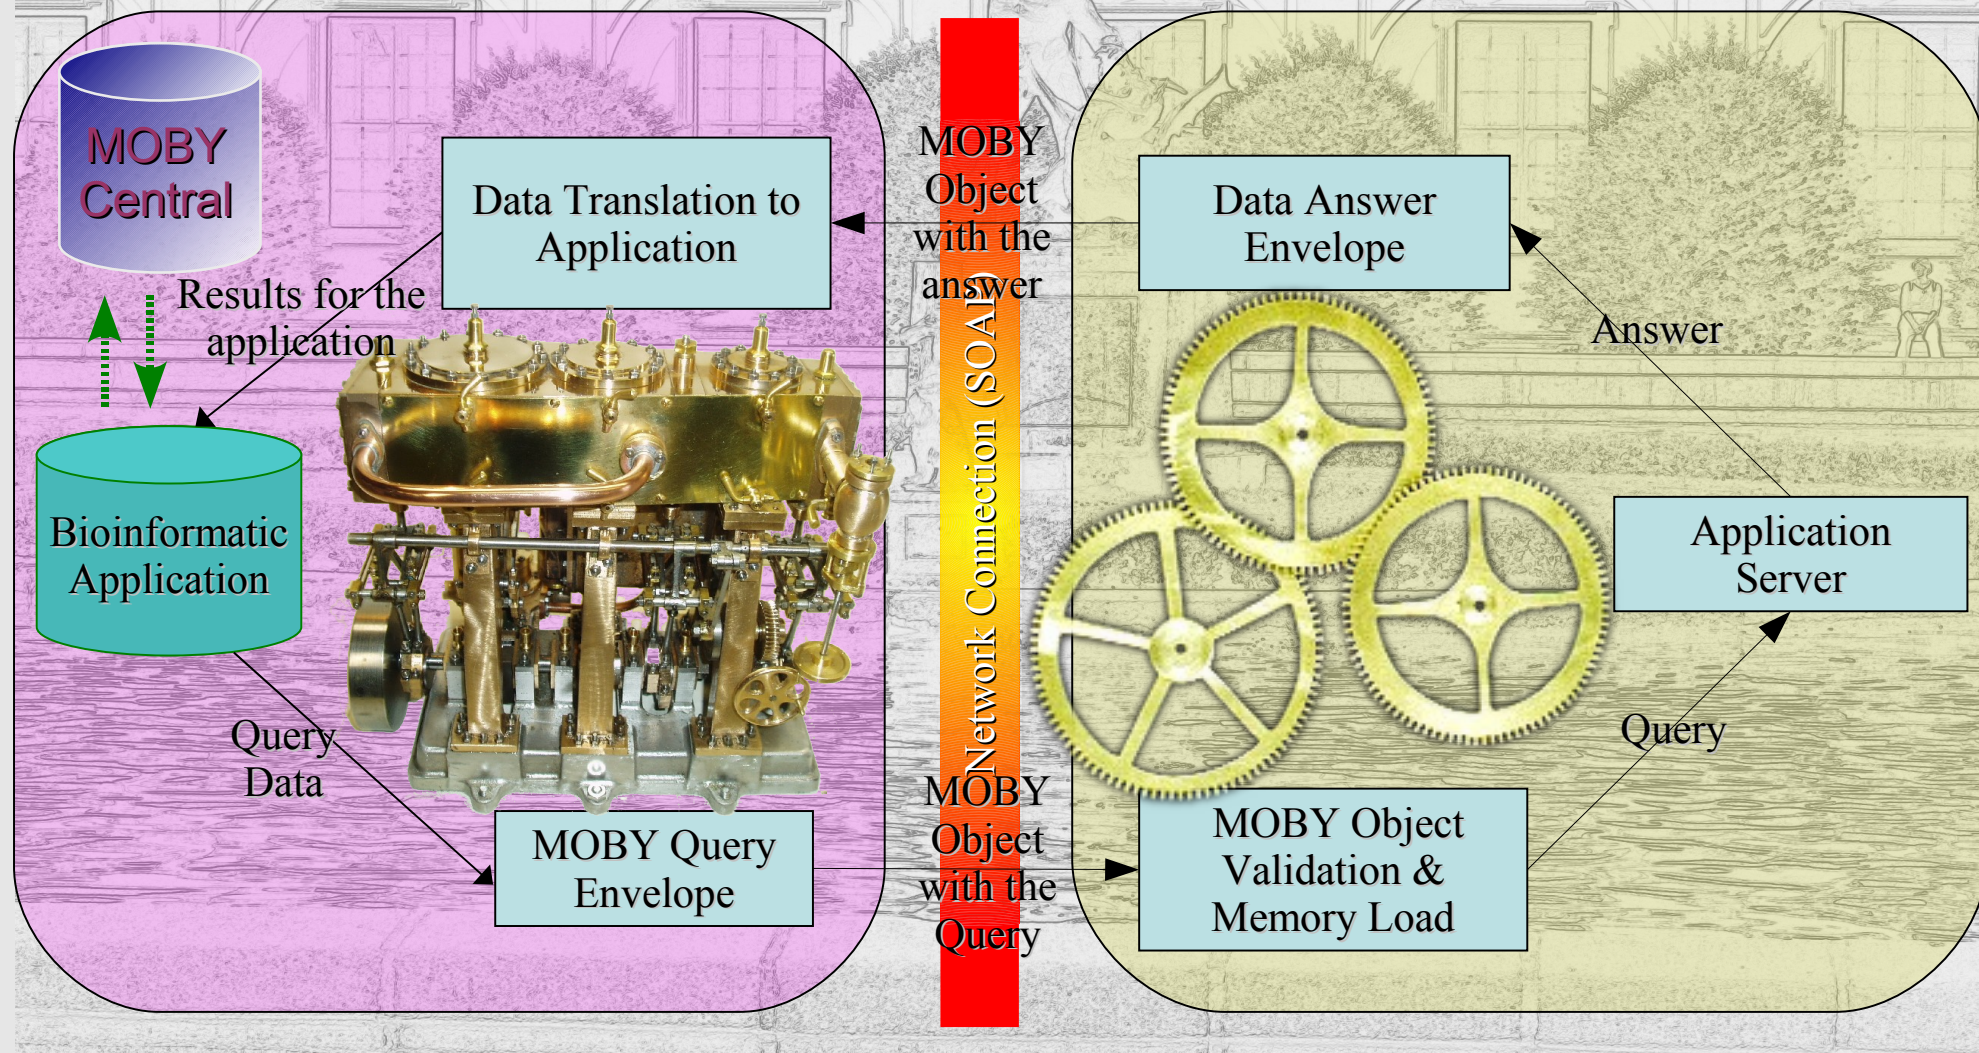 MOBY
Central
Data Translation to
Application
MOBY
Object
with the
answer
Data Answer
Envelope
Results for the
application
Answer
Network Connection (SOAP)
Bioinformatic
Application
Application
Server
Query
Data
Query
MOBY Query
Envelope
MOBY
Object
with the
Query
MOBY Object
Validation &
Memory Load